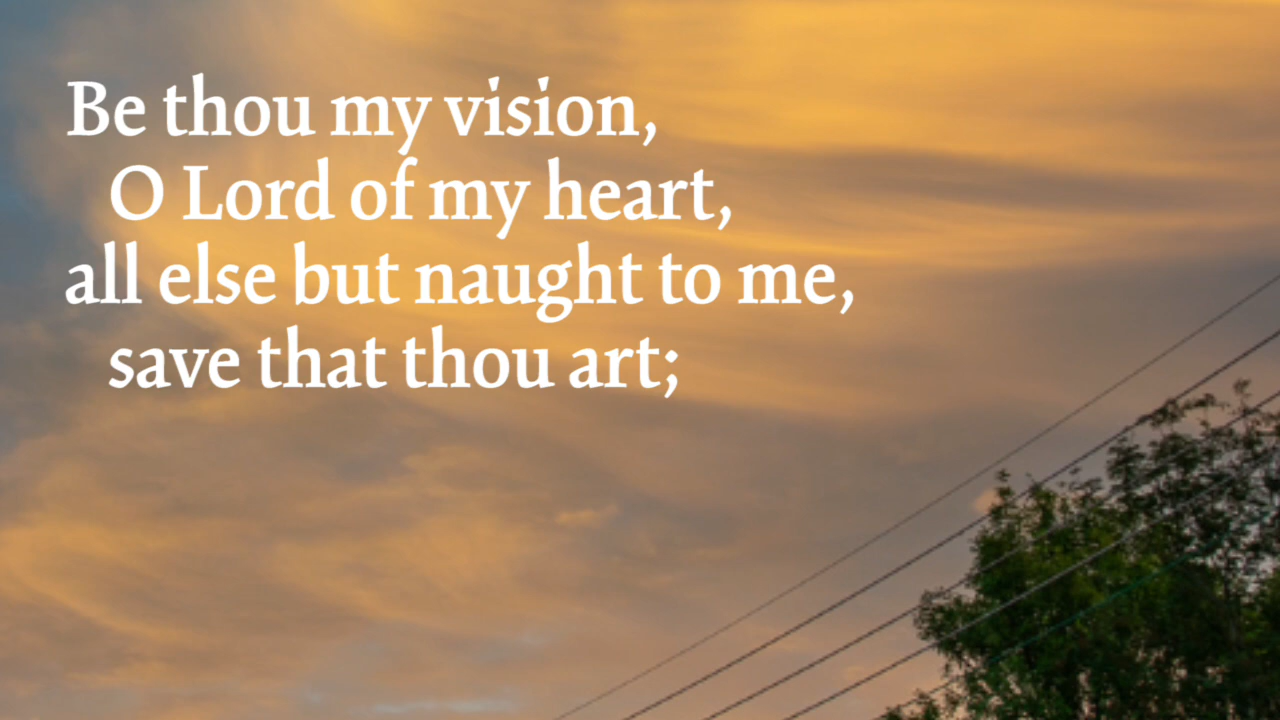 Be thou my vision,
O Lord of my heart,
all else but naught to me,
save that thou art;